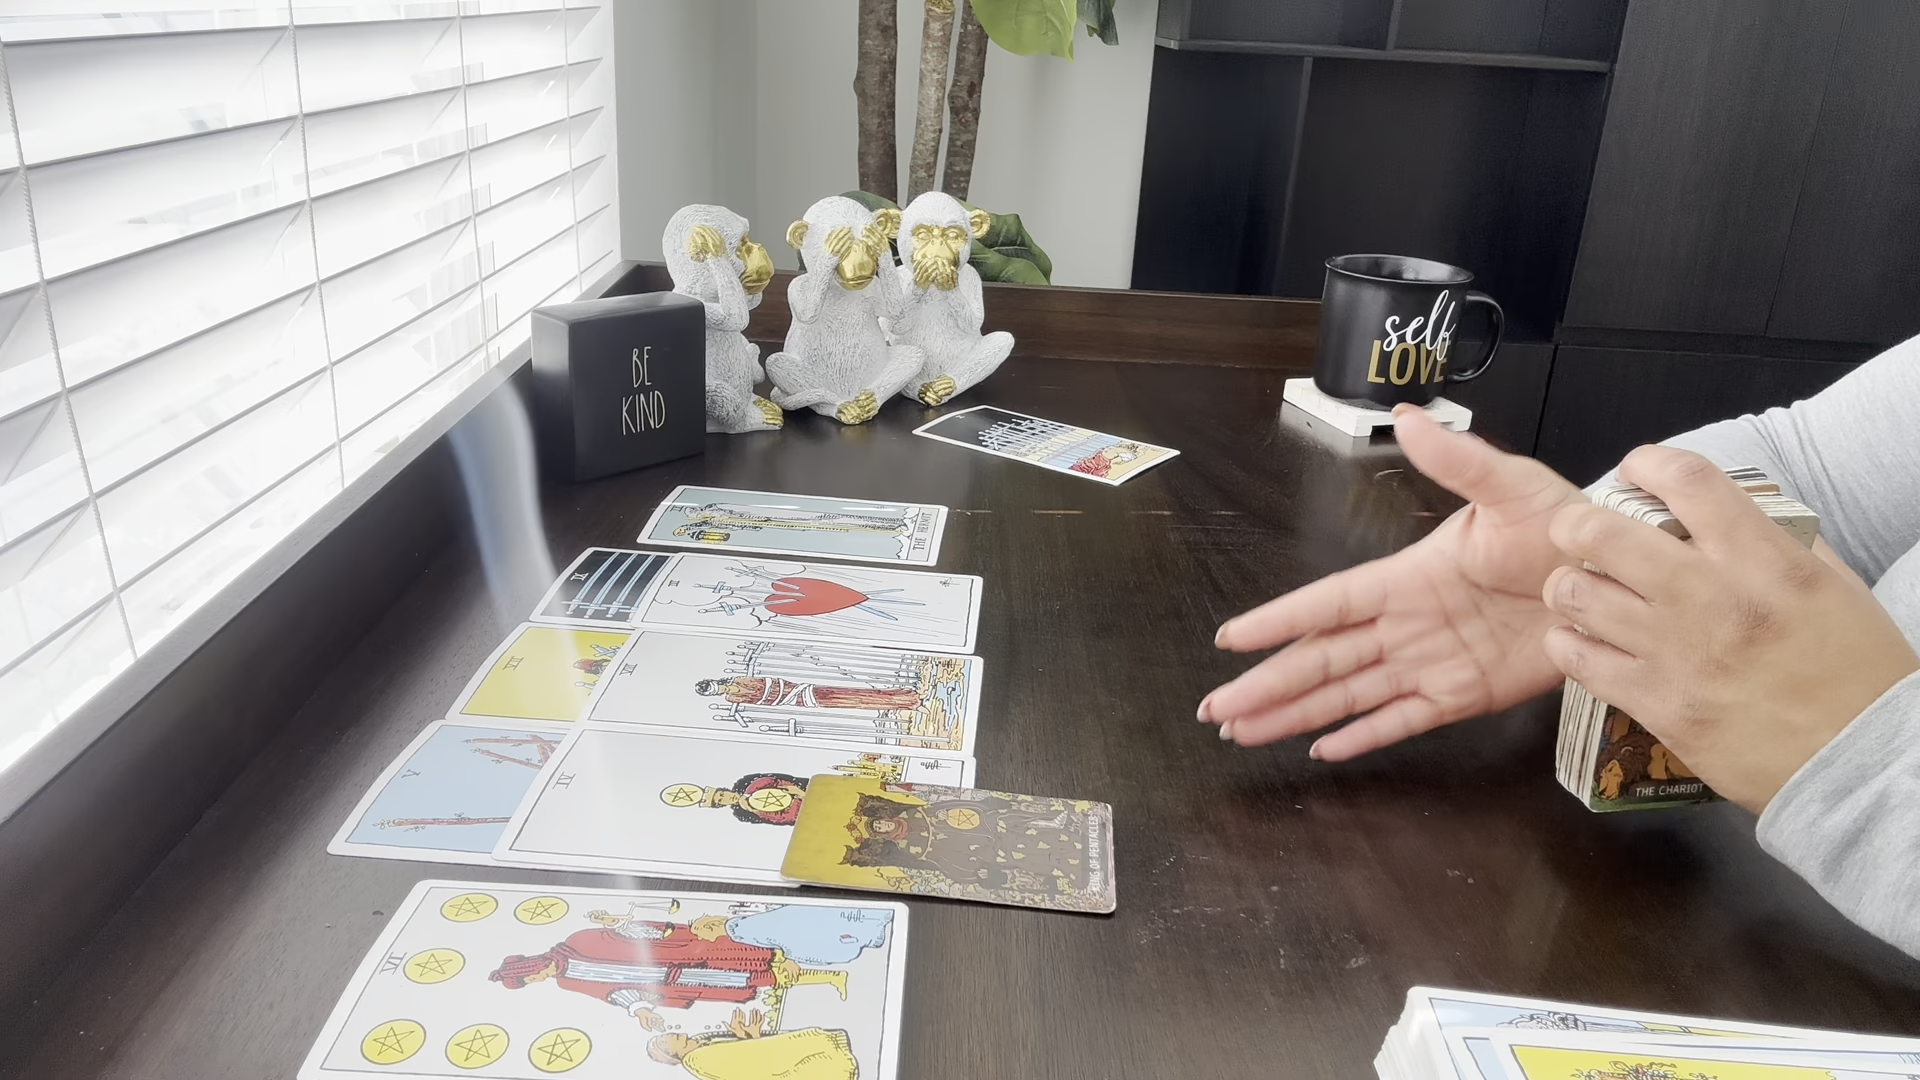 BE
KIND
self
LOVE
THE HERMIT
KING OF PENTACLES
THE CHARIOT